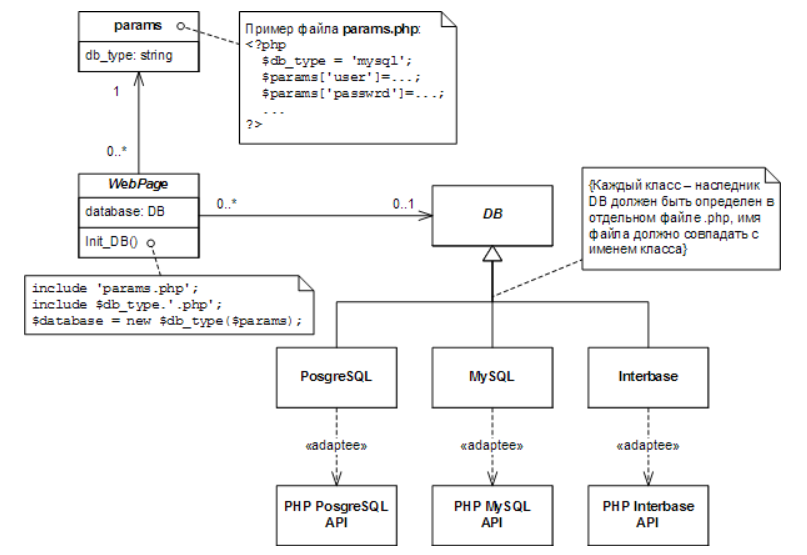 params
db_type: string
Пример файла params.php:
<?php
$db_type = 'mysql';
$params['user']=...;
$params['passwrd']=...;
...
?>
1
0..*
WebPage
database: DB
Init_DB()
0..*
0..1
DB
{Каждый класс – наследник
DB должен быть определен в
отдельном файле .php, имя
файла должно совпадать с
именем класса}
include 'params.php';
include $db_type.'.php';
$database = new $db_type($params);
PosgreSQL
MySQL
Interbase
«adaptee»
«adaptee»
«adaptee»
PHP PosgreSQL
API
PHP MySQL
API
PHP Interbase
API